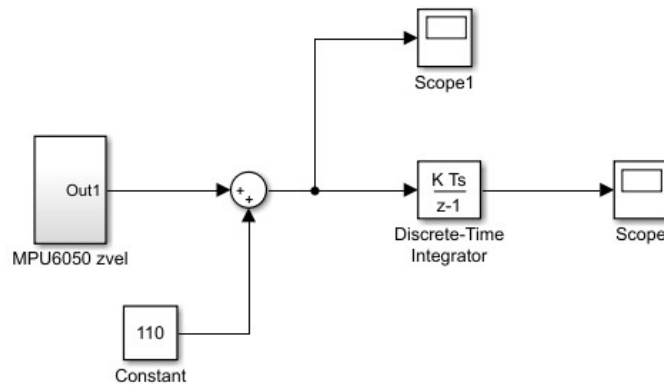 Scope1
Out1
+
+
K Ts
z-1
MPU6050 zvel
Discrete-Time
Integrator
Scope
110
Constant